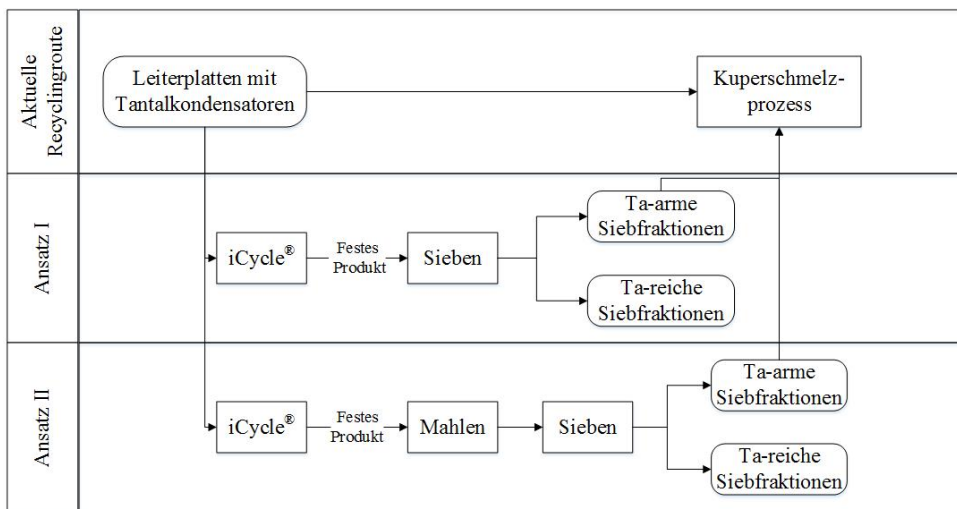 Aktuelle
Recyclingroute
Leiterplatten mit
Tantalkondensatoren
Kuperschmelz-
prozess
Ansatz I
iCycle®
Festes
Produkt
Sieben
Ta-arme
Siebfraktionen
Ta-reiche
Siebfraktionen
Ansatz II
iCycle®
Festes
Produkt
Mahlen
Sieben
Ta-arme
Siebfraktionen
Ta-reiche
Siebfraktionen